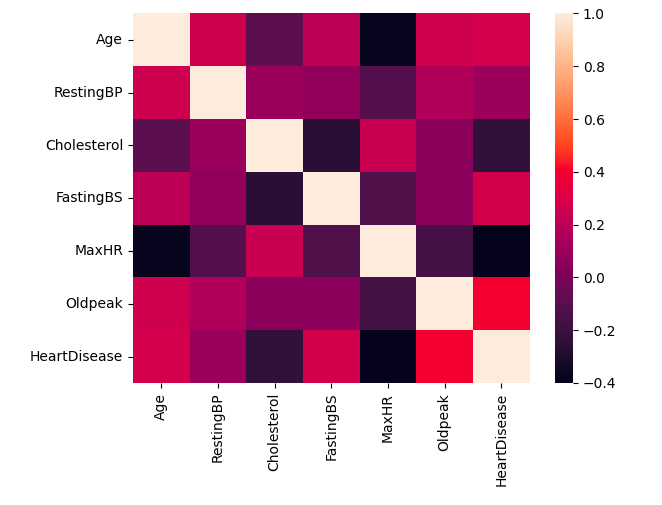 Age
RestingBP
Cholesterol
FastingBS
MaxHR
Oldpeak
HeartDisease
Age
RestingBP
Cholesterol
FastingBS
MaxHR
Oldpeak
HeartDisease
1.0
0.8
0.6
0.4
0.2
0.0
−0.2
−0.4